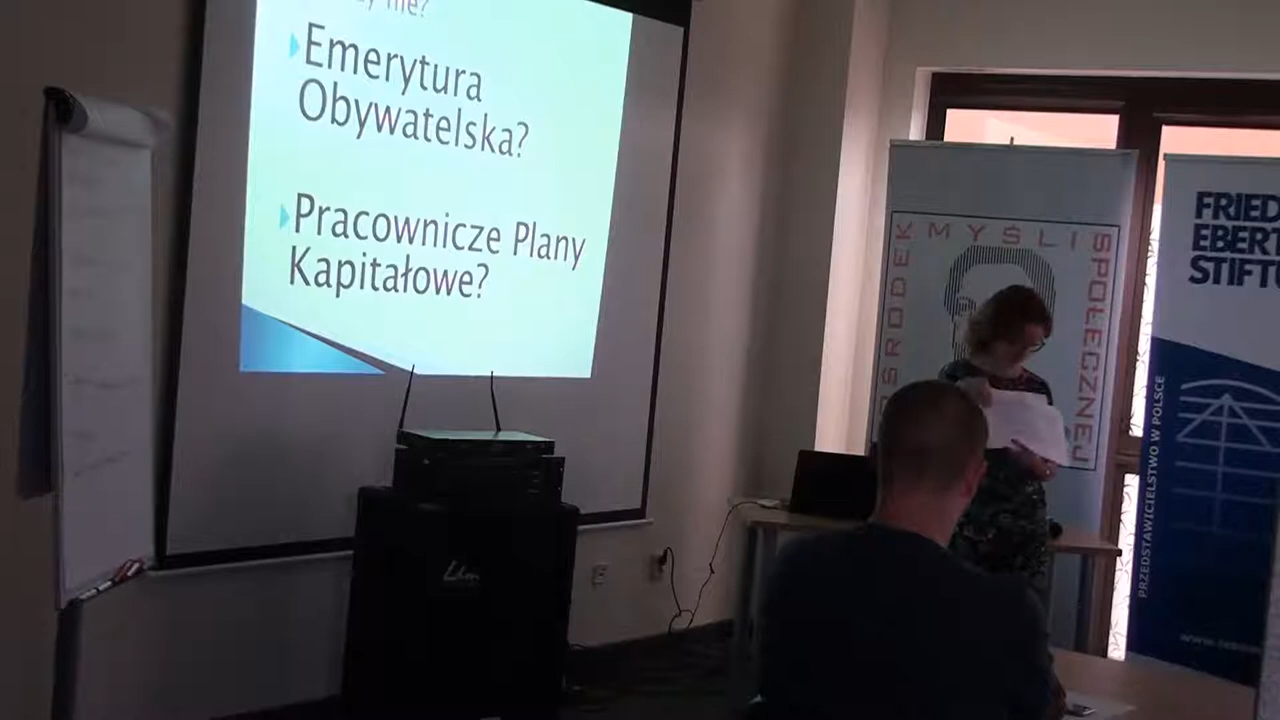 Emerytura
Obywatelska?
Pracownicze Plany
Kapitałowe?
OŚRODEK MYŚLI SPOŁECZNEJ
FRIED
EBERT
STIFTU
PRZEDSTAWICIELSTWO W POLSCE